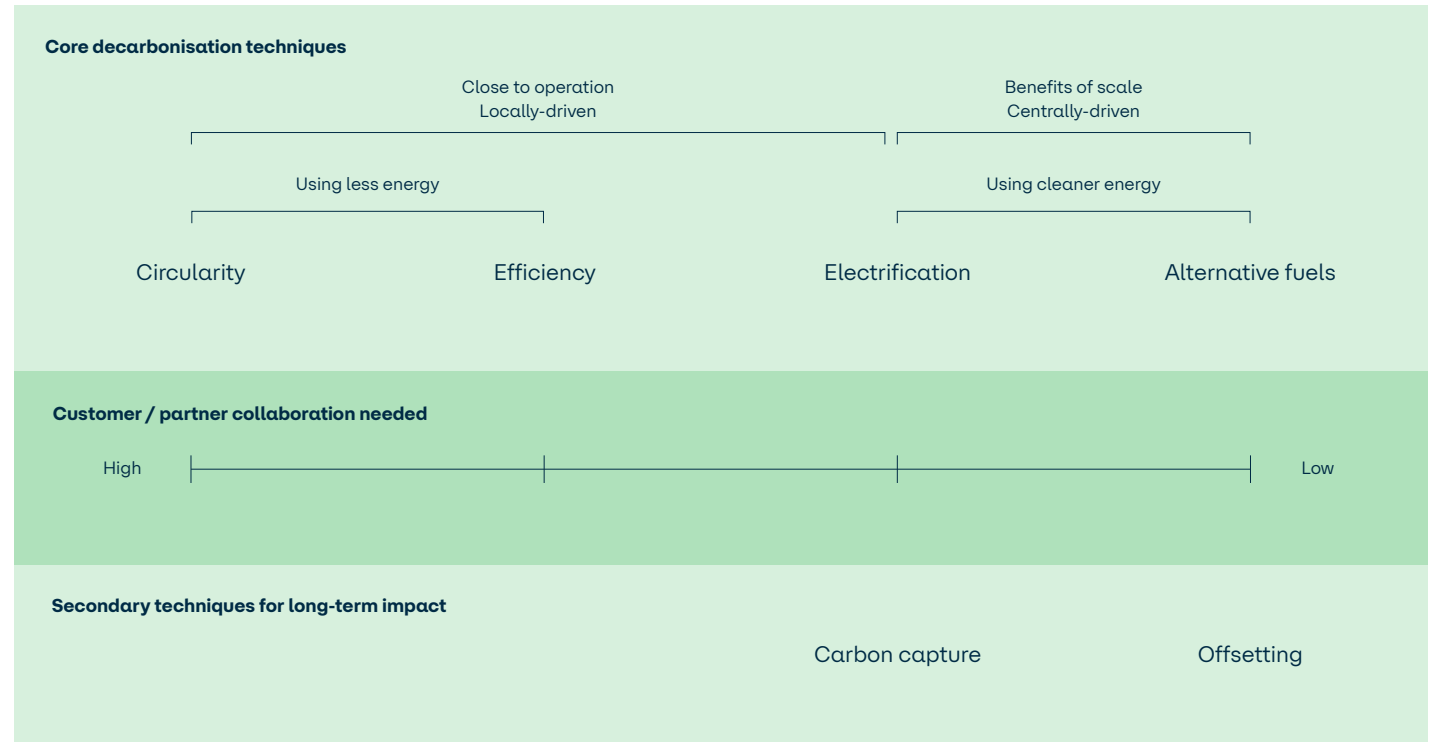 Core decarbonisation techniques
Close to operation
Locally-driven
Benefits of scale
Centrally-driven
Using less energy
Using cleaner energy
Circularity
Efficiency
Electrification
Alternative fuels
Customer / partner collaboration needed
High
Low
Secondary techniques for long-term impact
Carbon capture
Offsetting